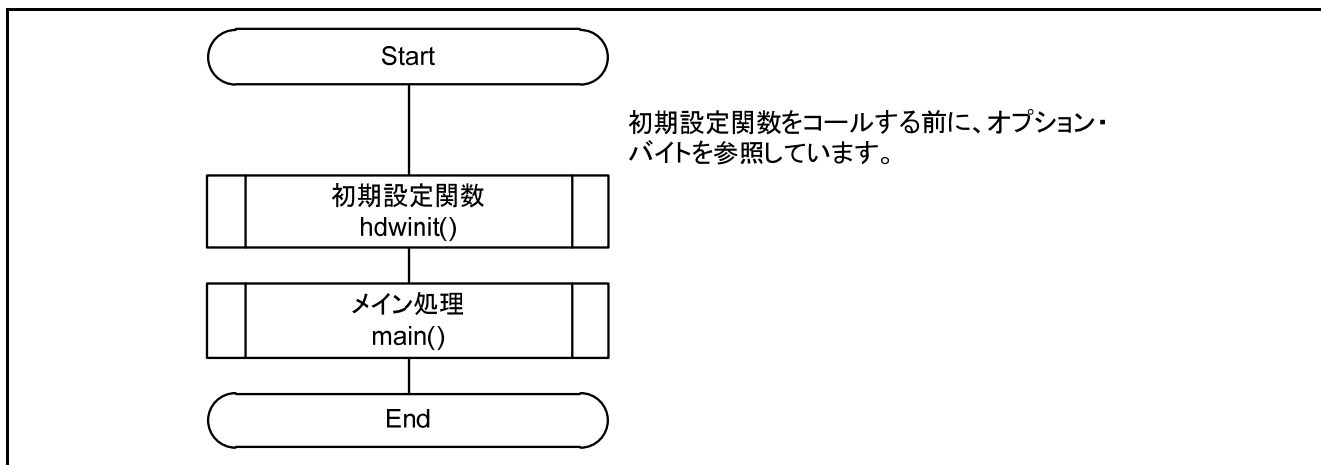 Start
初期設定関数をコールする前に、オプション・
バイトを参照しています。
初期設定関数
hdwinit()
メイン処理
main()
End